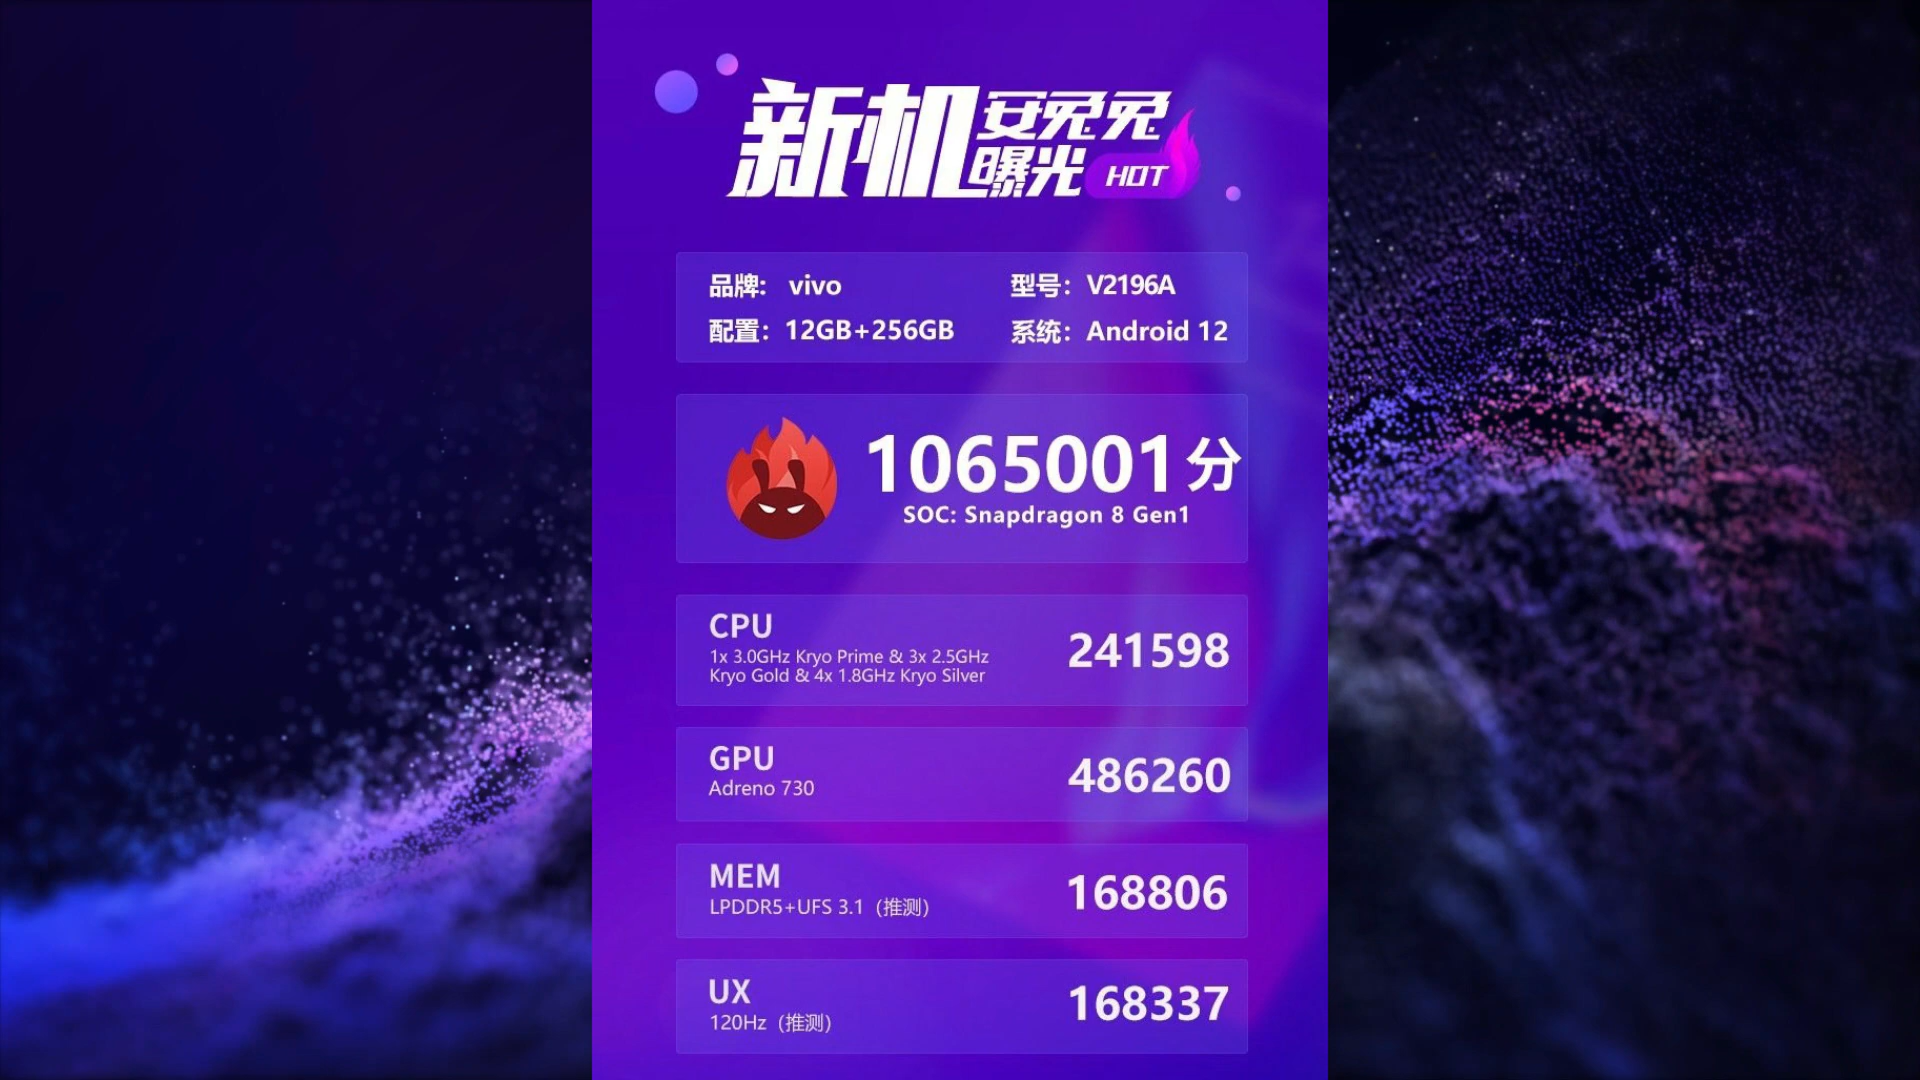 新机安兔兔
曝光 HOT
品牌: vivo
型号: V2196A
配置: 12GB+256GB
系统: Android 12
1065001分
SOC: Snapdragon 8 Gen1
CPU
1x 3.0GHz Kryo Prime & 3x 2.5GHz
Kryo Gold & 4x 1.8GHz Kryo Silver
241598
GPU
Adreno 730
486260
MEM
LPDDR5+UFS 3.1（推测）
168806
UX
120Hz（推测）
168337